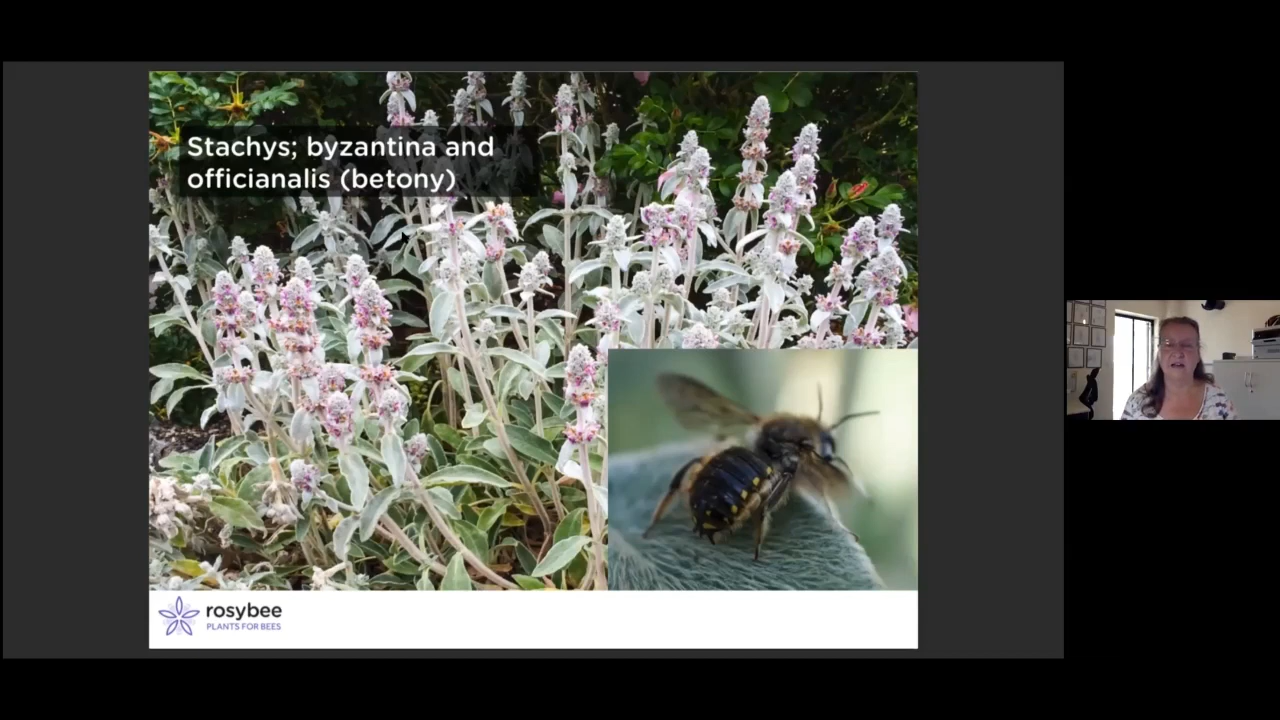 Stachys; byzantina and
officianalis (betony)
rosybee
PLANTS FOR BEES